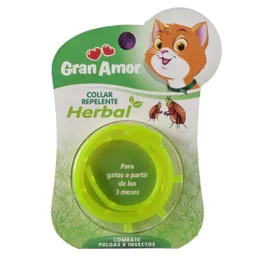 Gran Amor
COLLAR
REPELENTE
Herbal
Para
gatos a partir
de los
3 meses
COMBATE
PULGAS E INSECTOS